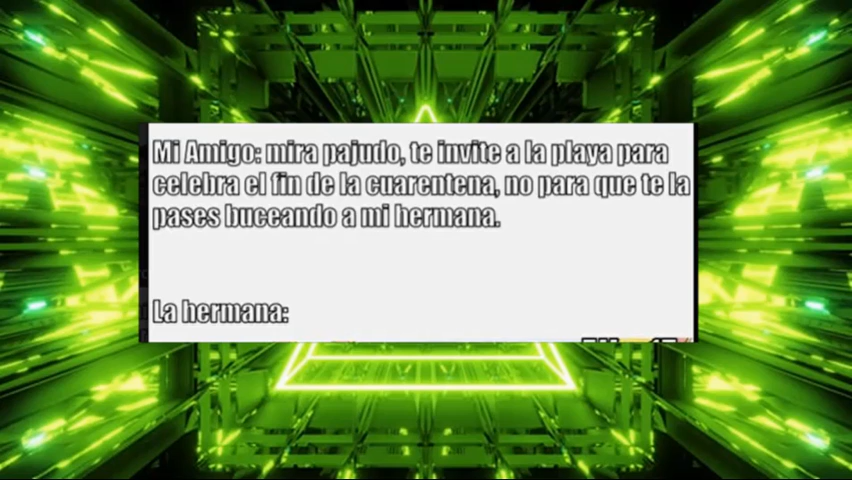 Mi Amigo: mira pajudo, te invite a la playa para
celebra el fin de la cuarentena, no para que te la
pases buceando a mi hermana.
La hermana: